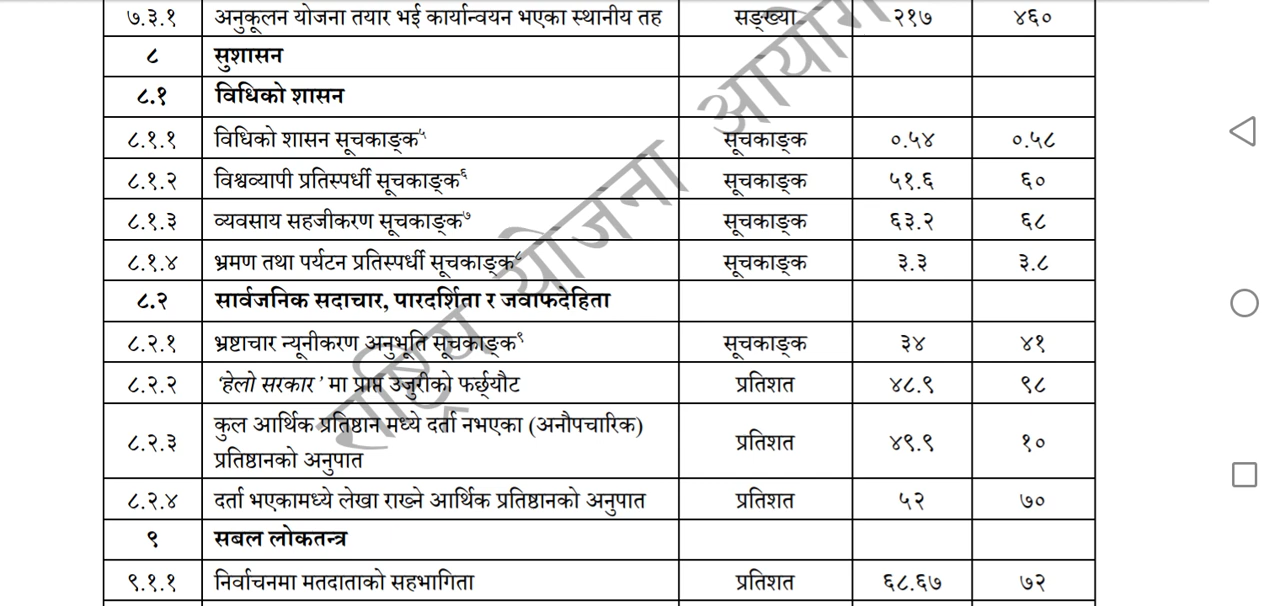 ७.३.१ अनुकूलन योजना तयार भई कार्यान्वयन भएका स्थानीय तह सङ्ख्या २१७ ४६०
८ सुशासन
८.१ विधिको शासन
८.१.१ विधिको शासन सूचकाङ्क⁵ सूचकाङ्क ०.५४ ०.५८
८.१.२ विश्वव्यापी प्रतिस्पर्धी सूचकाङ्क⁶ सूचकाङ्क ५१.६ ६०
८.१.३ व्यवसाय सहजीकरण सूचकाङ्क⁷ सूचकाङ्क ६३.२ ६८
८.१.४ भ्रमण तथा पर्यटन प्रतिस्पर्धी सूचकाङ्क⁸ सूचकाङ्क ३.३ ३.८
८.२ सार्वजनिक सदाचार, पारदर्शिता र जवाफदेहिता
८.२.१ भ्रष्टाचार न्यूनीकरण अनुभूति सूचकाङ्क⁹ सूचकाङ्क ३४ ४१
८.२.२ ‘हेलो सरकार’ मा प्राप्त उजुरीको फर्छ्यौट प्रतिशत ४८.९ ९८
८.२.३ कुल आर्थिक प्रतिष्ठान मध्ये दर्ता नभएका (अनौपचारिक) प्रतिशत ४९.९ १०
प्रतिष्ठानको अनुपात
८.२.४ दर्ता भएकामध्ये लेखा राख्ने आर्थिक प्रतिष्ठानको अनुपात प्रतिशत ५२ ७०
९ सबल लोकतन्त्र
९.१.१ निर्वाचनमा मतदाताको सहभागिता प्रतिशत ६८.६७ ७२
राष्ट्रिय योजना आयोग